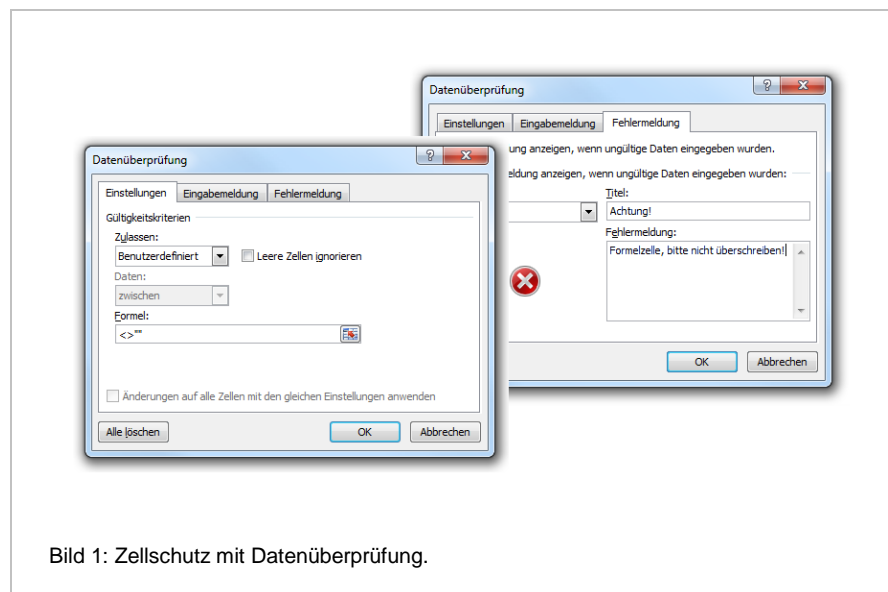 Datenüberprüfung
Einstellungen Eingabemeldung Fehlermeldung
ung anzeigen, wenn ungültige Daten eingegeben wurden.
eldung anzeigen, wenn ungültige Daten eingegeben wurden:
Titel:
Achtung!
Fehlermeldung:
Formelzelle, bitte nicht überschreiben!
OK Abbrechen
Datenüberprüfung
Einstellungen Eingabemeldung Fehlermeldung
Gültigkeitskriterien
Zulassen:
Benutzerdefiniert Leere Zellen ignorieren
Daten:
zwischen
Formel:
<>""
Änderungen auf alle Zellen mit den gleichen Einstellungen anwenden
Alle löschen OK Abbrechen
Bild 1: Zellschutz mit Datenüberprüfung.